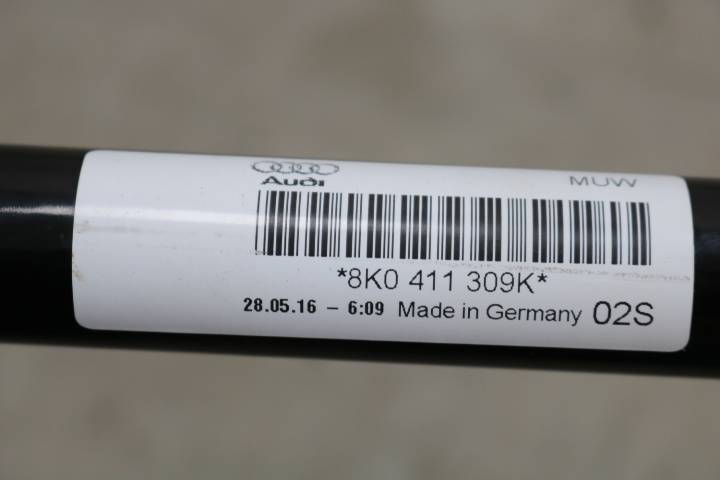 Audi MUW
*8K0 411 309K*
28.05.16 – 6:09 Made in Germany 02S